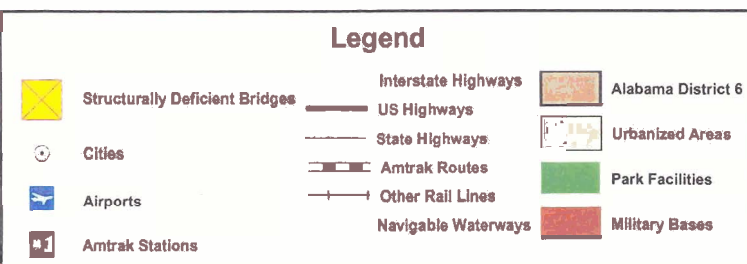 Legend
Structurally Deficient Bridges
Cities
Airports
Amtrak Stations
Interstate Highways
US Highways
State Highways
Amtrak Routes
Other Rail Lines
Navigable Waterways
Alabama District 6
Urbanized Areas
Park Facilities
Military Bases